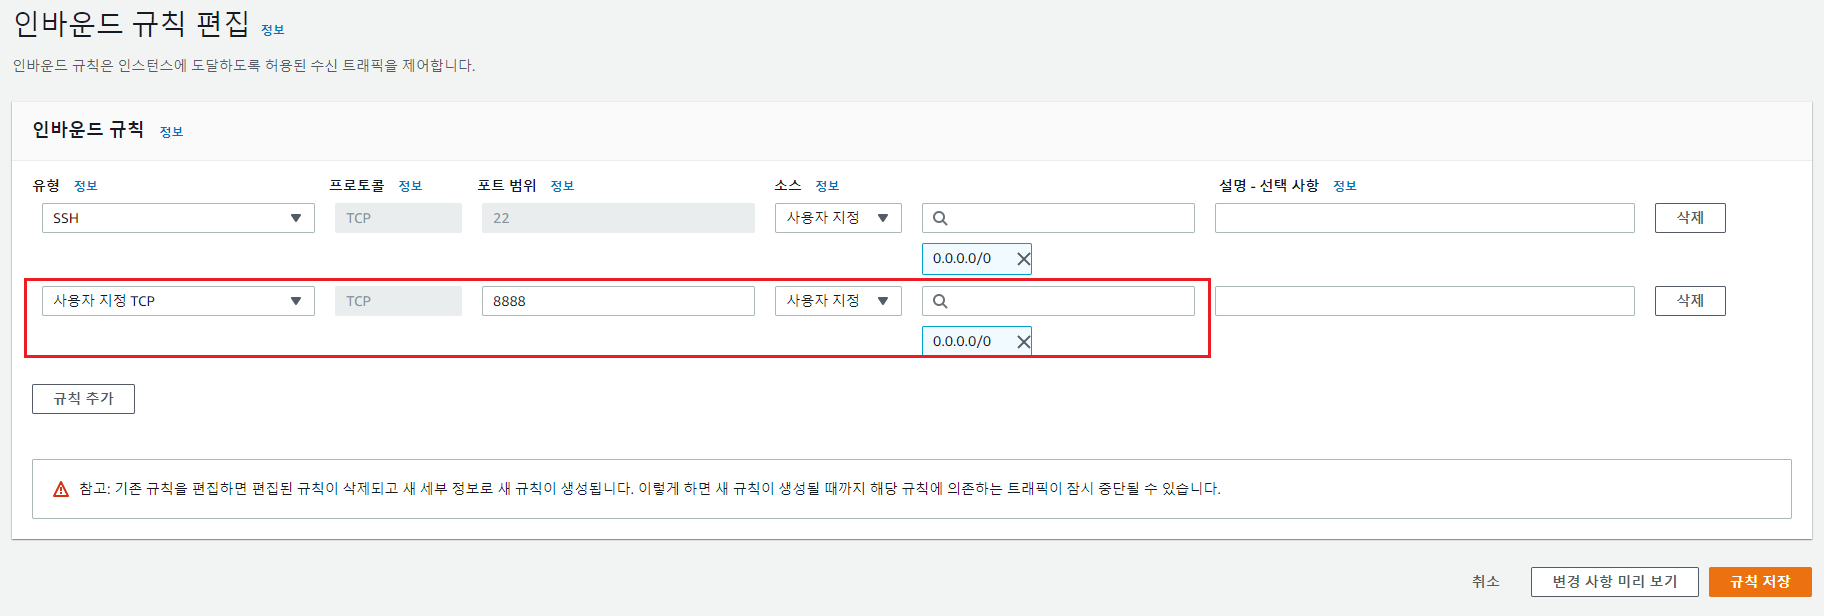 인바운드 규칙 편집 정보
인바운드 규칙은 인스턴스에 도달하도록 허용된 수신 트래픽을 제어합니다.
인바운드 규칙 정보
유형 정보 프로토콜 정보 포트 범위 정보 소스 정보 설명 - 선택 사항 정보
SSH TCP 22 사용자 지정 삭제
0.0.0.0/0
사용자 지정 TCP TCP 8888 사용자 지정 삭제
0.0.0.0/0
규칙 추가
참고: 기존 규칙을 편집하면 편집된 규칙이 삭제되고 새 세부 정보로 새 규칙이 생성됩니다. 이렇게 하면 새 규칙이 생성될 때까지 해당 규칙에 의존하는 트래픽이 잠시 중단될 수 있습니다.
취소 변경 사항 미리 보기 규칙 저장